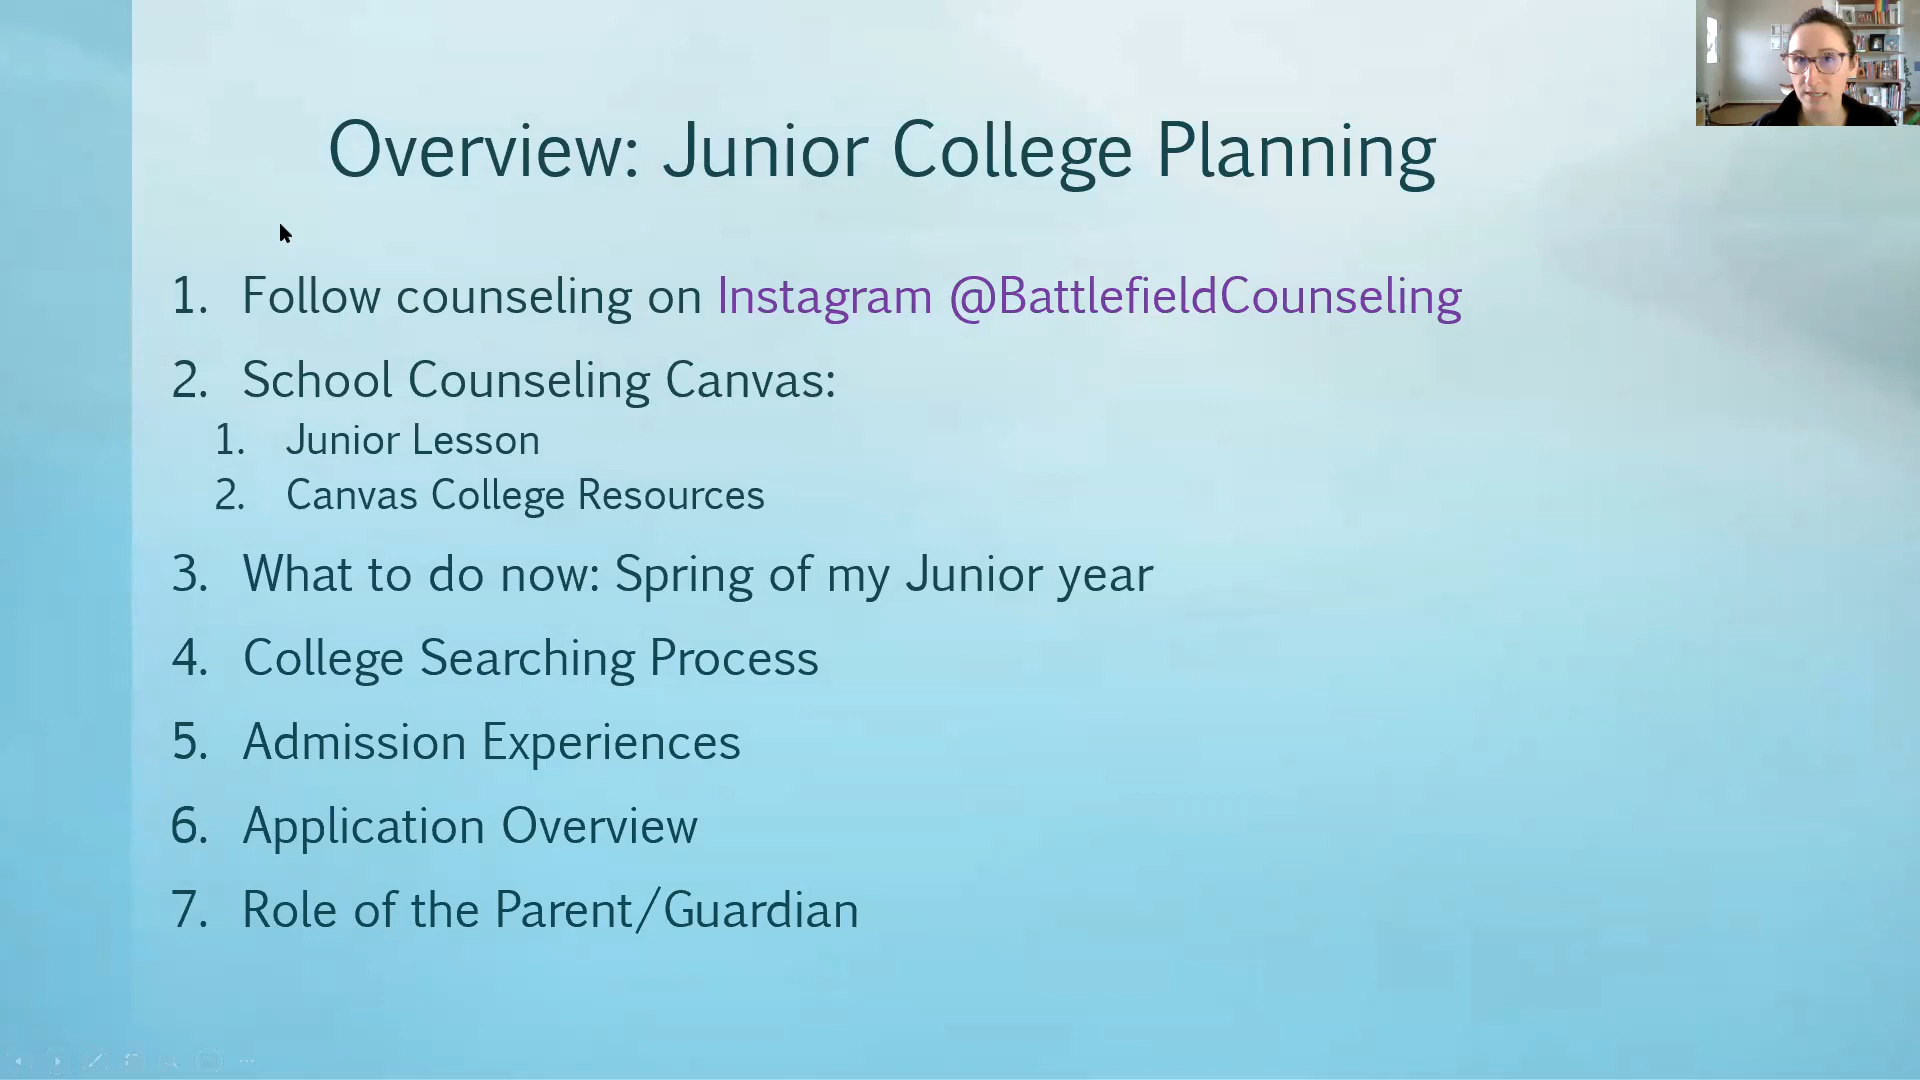 Overview: Junior College Planning
1. Follow counseling on Instagram @BattlefieldCounseling
2. School Counseling Canvas:
1. Junior Lesson
2. Canvas College Resources
3. What to do now: Spring of my Junior year
4. College Searching Process
5. Admission Experiences
6. Application Overview
7. Role of the Parent/Guardian